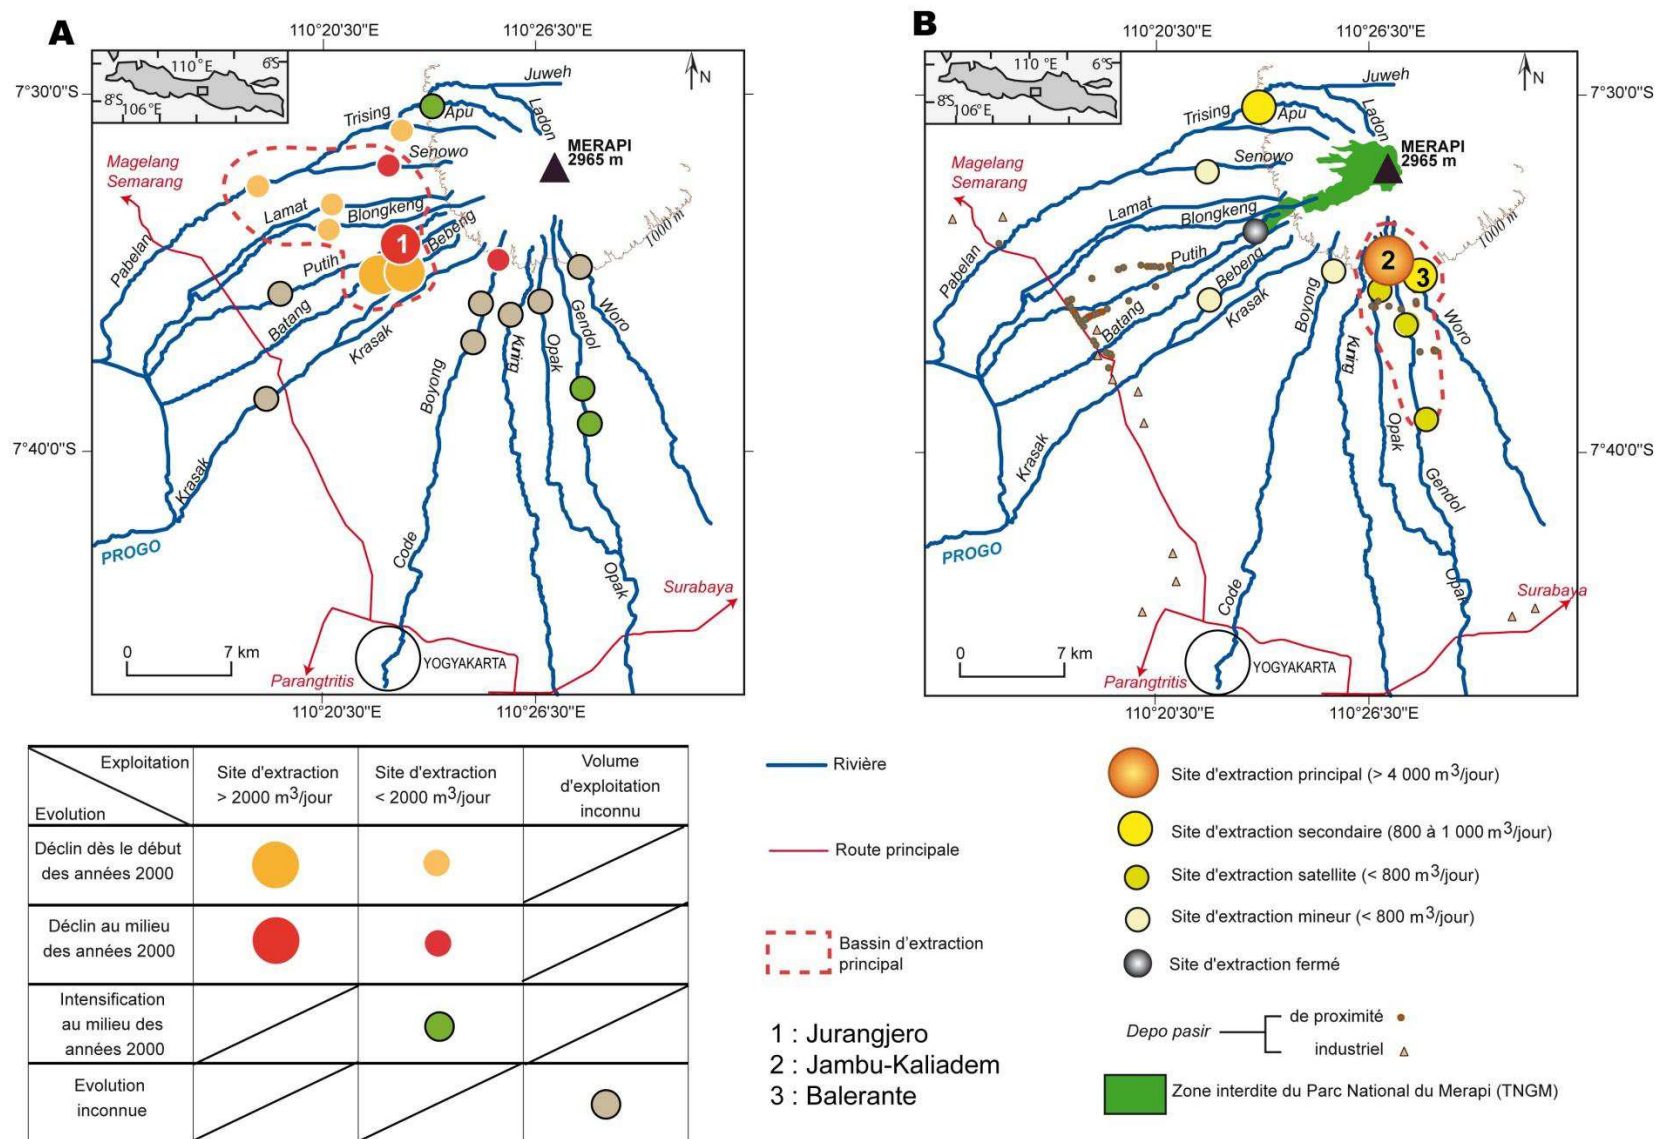 A
110°20'30"E
110°26'30"E
7°30'0"S
110°E
6°S
8°S
106°E
N
Juweh
Trising
Apu
Ladon
MERAPI
2965 m
Senowo
Magelang
Semarang
Lamat
Blongkeng
Bebeng
1000 m
1
Pabelan
Putih
Batang
Krasak
Woro
Gendol
Boyong
Opak
7°40'0"S
Krasak
PROGO
Code
Opak
Surabaya
0
7 km
YOGYAKARTA
Parangtritis
110°20'30"E
110°26'30"E
B
110°20'30"E
110°26'30"E
7°30'0"S
110°E
6°S
8°S
106°E
N
Juweh
Trising
Apu
Ladon
MERAPI
2965 m
Senowo
Magelang
Semarang
Lamat
Blongkeng
1000 m
Pabelan
Putih
Bebeng
2
3
Batang
Krasak
Boyong
Woro
Opak
7°40'0"S
Krasak
Gendol
PROGO
Code
Opak
Surabaya
0
7 km
YOGYAKARTA
Parangtritis
110°20'30"E
110°26'30"E
Exploitation
Evolution
Site d'extraction
> 2000 m3/jour
Site d'extraction
< 2000 m3/jour
Volume
d'exploitation
inconnu
Déclin dès le début
des années 2000
Déclin au milieu
des années 2000
Intensification
au milieu des
années 2000
Evolution
inconnue
Rivière
Route principale
Bassin d'extraction
principal
1 : Jurangjero
2 : Jambu-Kaliadem
3 : Balerante
Site d'extraction principal (> 4 000 m3/jour)
Site d'extraction secondaire (800 à 1 000 m3/jour)
Site d'extraction satellite (< 800 m3/jour)
Site d'extraction mineur (< 800 m3/jour)
Site d'extraction fermé
Depo pasir
de proximité
industriel
Zone interdite du Parc National du Merapi (TNGM)